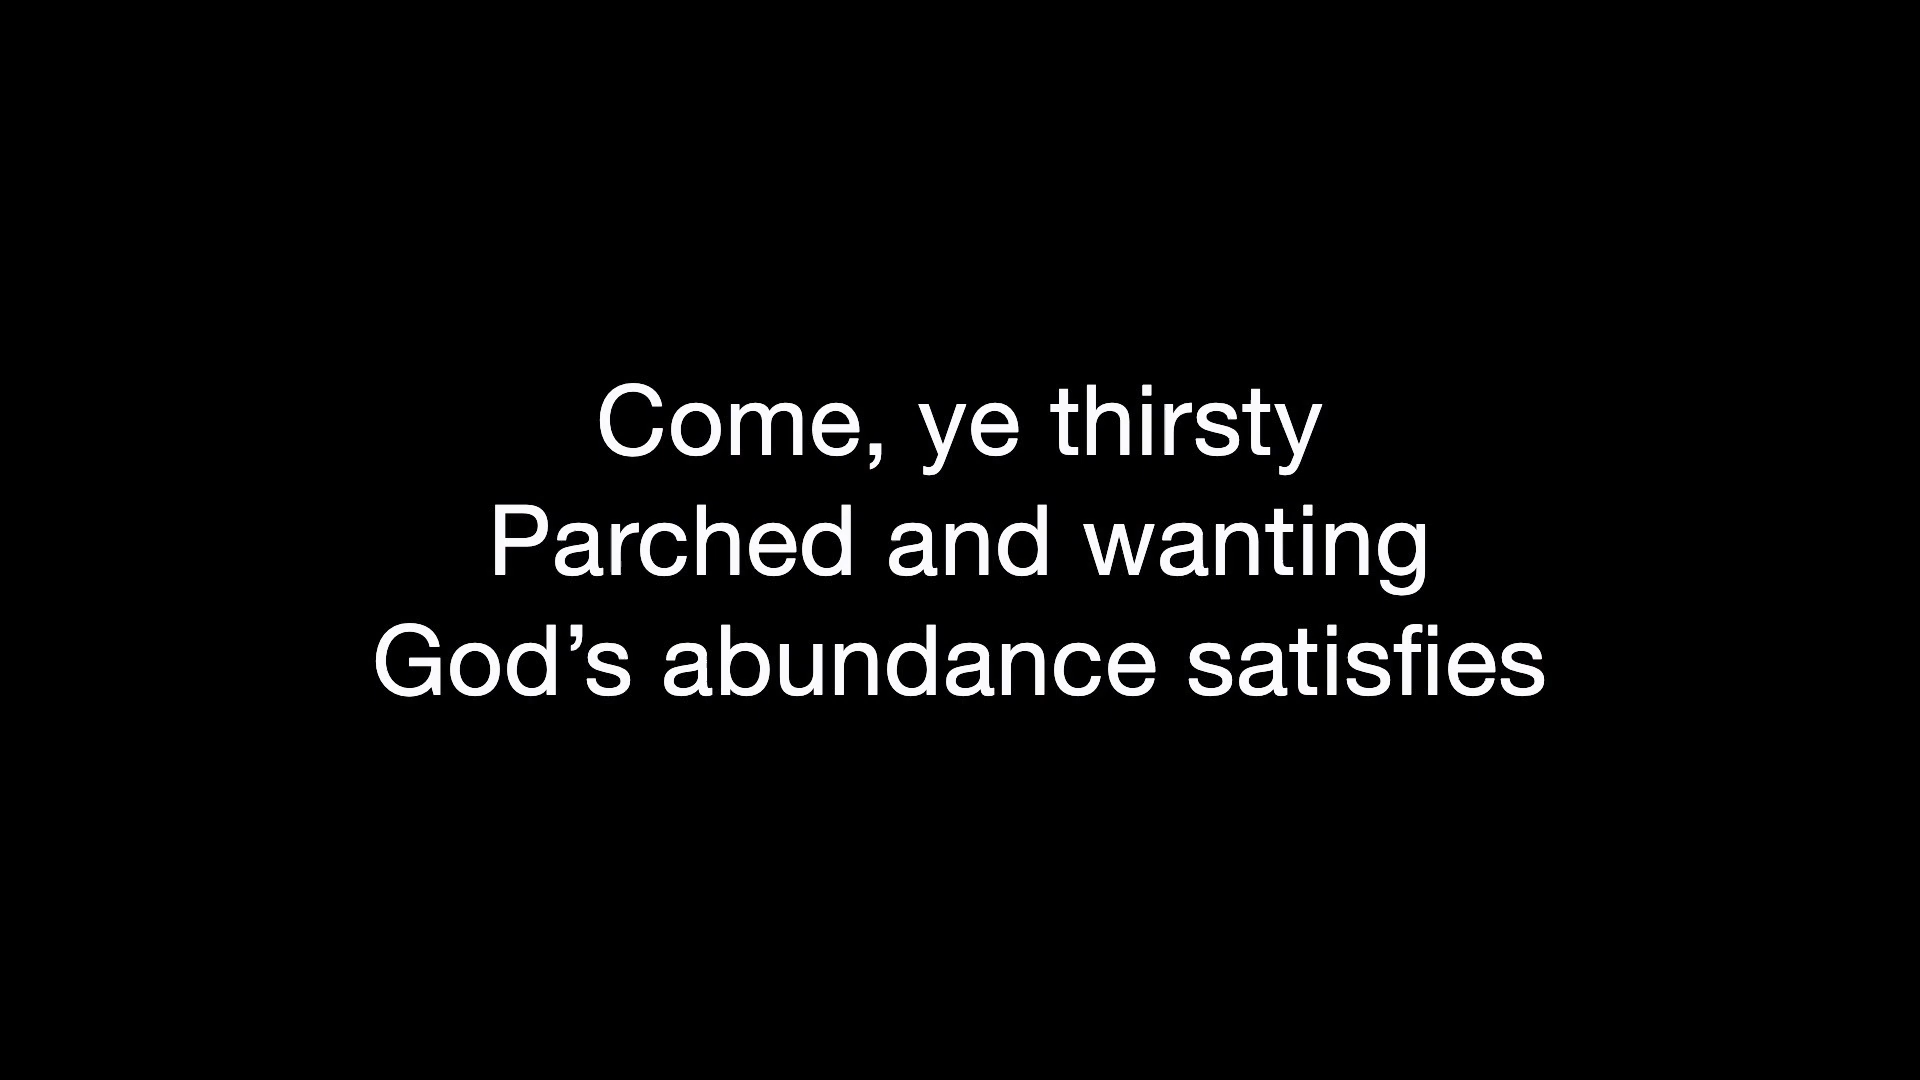 Come, ye thirsty
Parched and wanting
God’s abundance satisfies